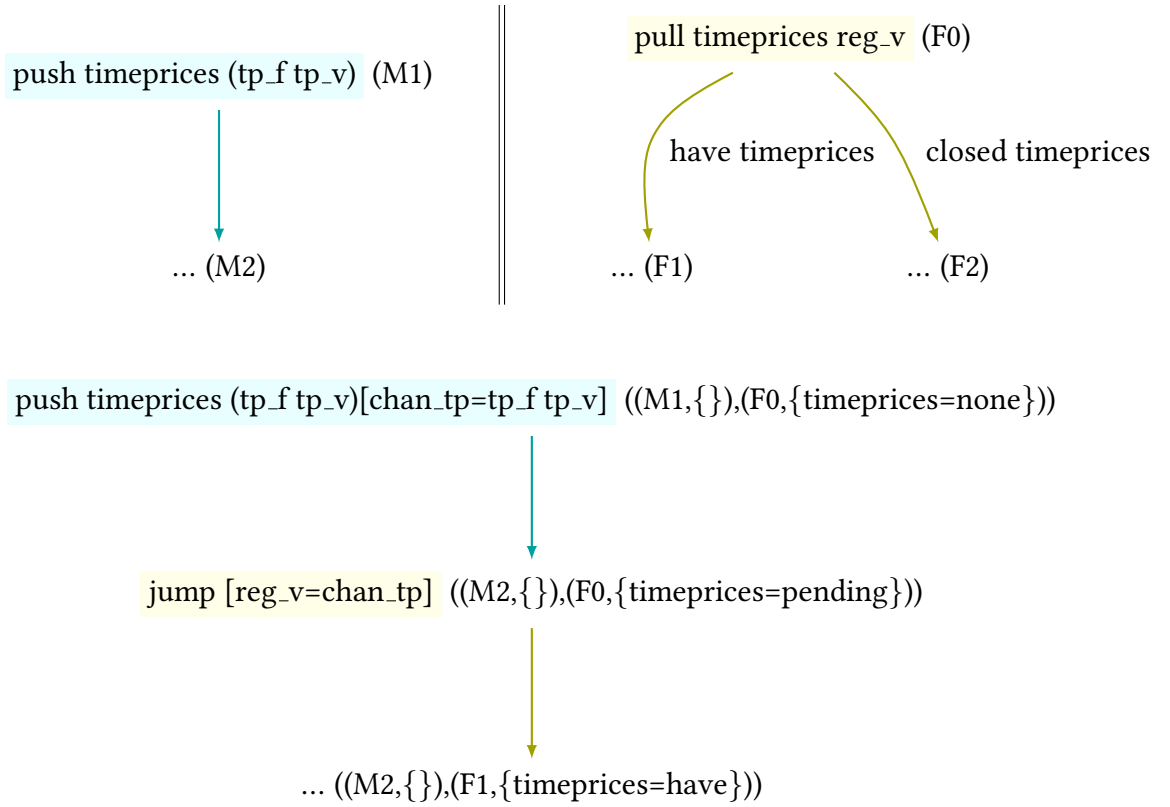 pull timeprices reg_v (F0)
push timeprices (tp_f tp_v) (M1)
have timeprices closed timeprices
... (M2) ... (F1) ... (F2)
push timeprices (tp_f tp_v)[chan_tp=tp_f tp_v] ((M1,{}),(F0,{timeprices=none}))
jump [reg_v=chan_tp] ((M2,{}),(F0,{timeprices=pending}))
... ((M2,{}),(F1,{timeprices=have}))